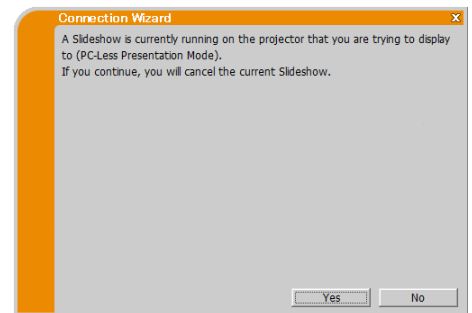 Connection Wizard x
A Slideshow is currently running on the projector that you are trying to display
to (PC-Less Presentation Mode).
If you continue, you will cancel the current Slideshow.
Yes No